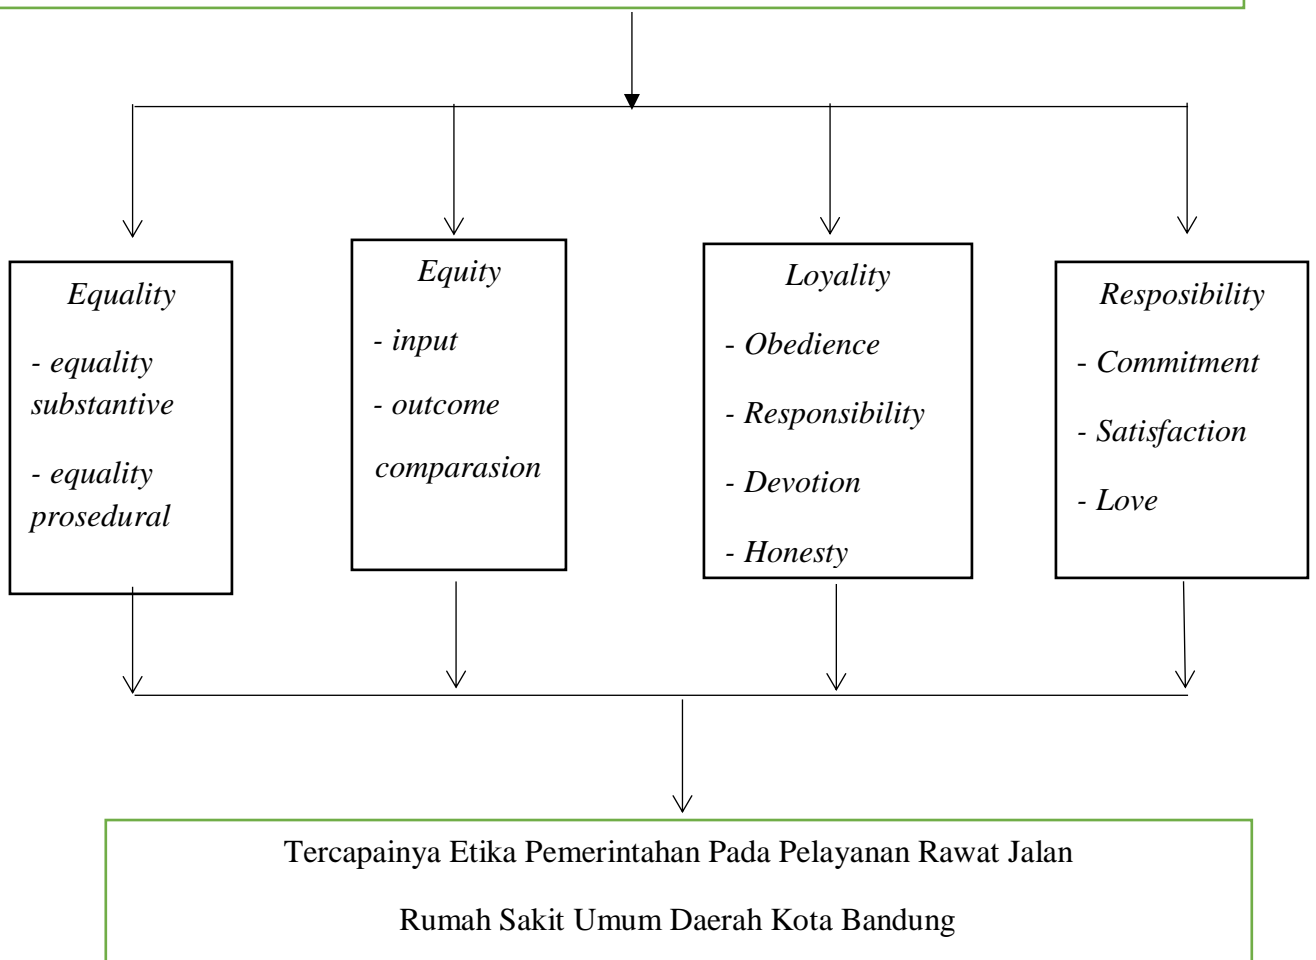 Equality
- equality
substantive
- equality
prosedural
Equity
- input
- outcome
comparasion
Loyality
- Obedience
- Responsibility
- Devotion
- Honesty
Resposibility
- Commitment
- Satisfaction
- Love
Tercapainya Etika Pemerintahan Pada Pelayanan Rawat Jalan
Rumah Sakit Umum Daerah Kota Bandung